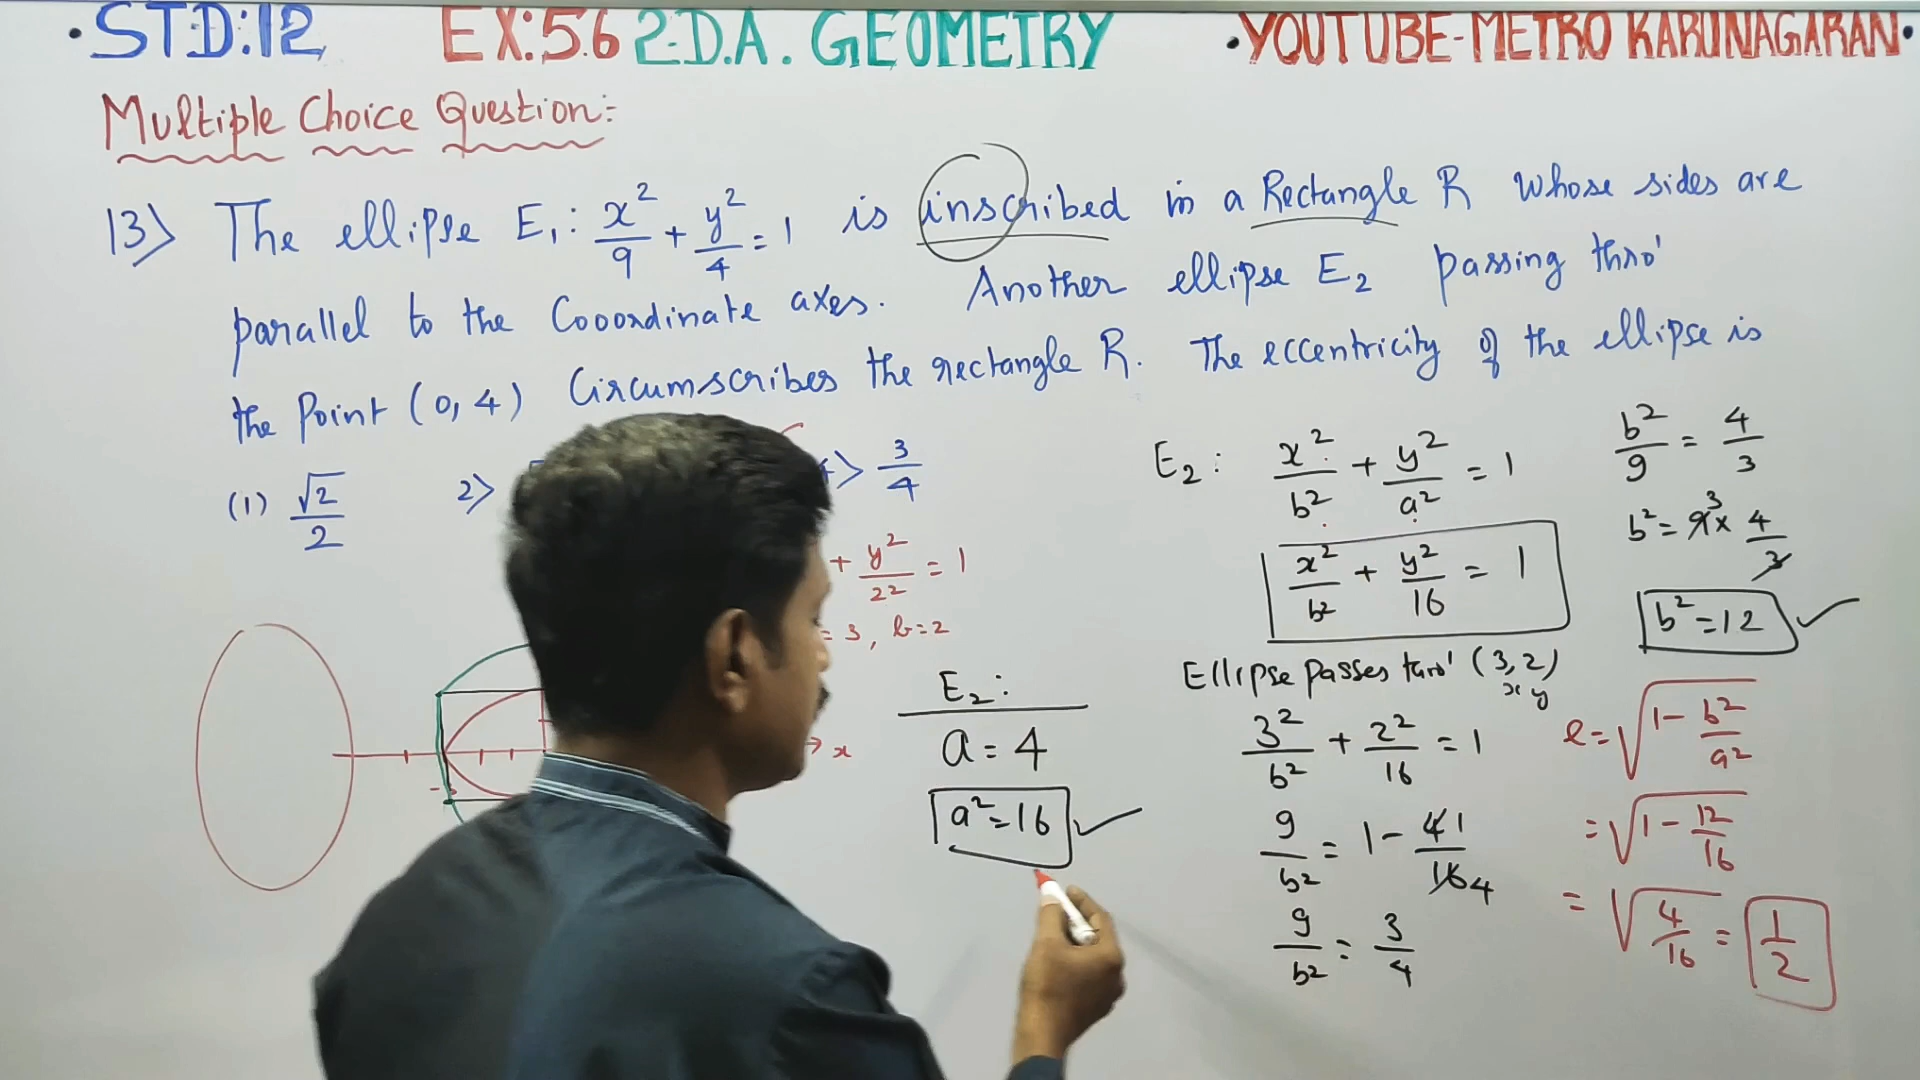 • STD:12 EX:5.6 2-D.A. GEOMETRY • YOUTUBE-METRO KARUNAGARAN •
Multiple Choice Question:-
13> The ellipse E₁: x²/9 + y²/4 = 1 is inscribed in a Rectangle R whose sides are
parallel to the Cooordinate axes. Another ellipse E₂ passing thro'
the Point (0, 4) Circumscribes the rectangle R. The eccentricity of the ellipse is
(1) √2/2 2> 4> 3/4
+ y²/2² = 1
= 3, b=2
→ x
E₂:
a = 4
a² = 16
E₂: x²/b² + y²/a² = 1
x²/b² + y²/16 = 1
Ellipse passes thro' (3, 2)
x y
3²/b² + 2²/16 = 1
9/b² = 1 - 4 1/16 4
9/b² = 3/4
b²/9 = 4/3
b² = 9 3 × 4/3
b² = 12
e = √1 - b²/a²
= √1 - 12/16
= √4/16 = 1/2